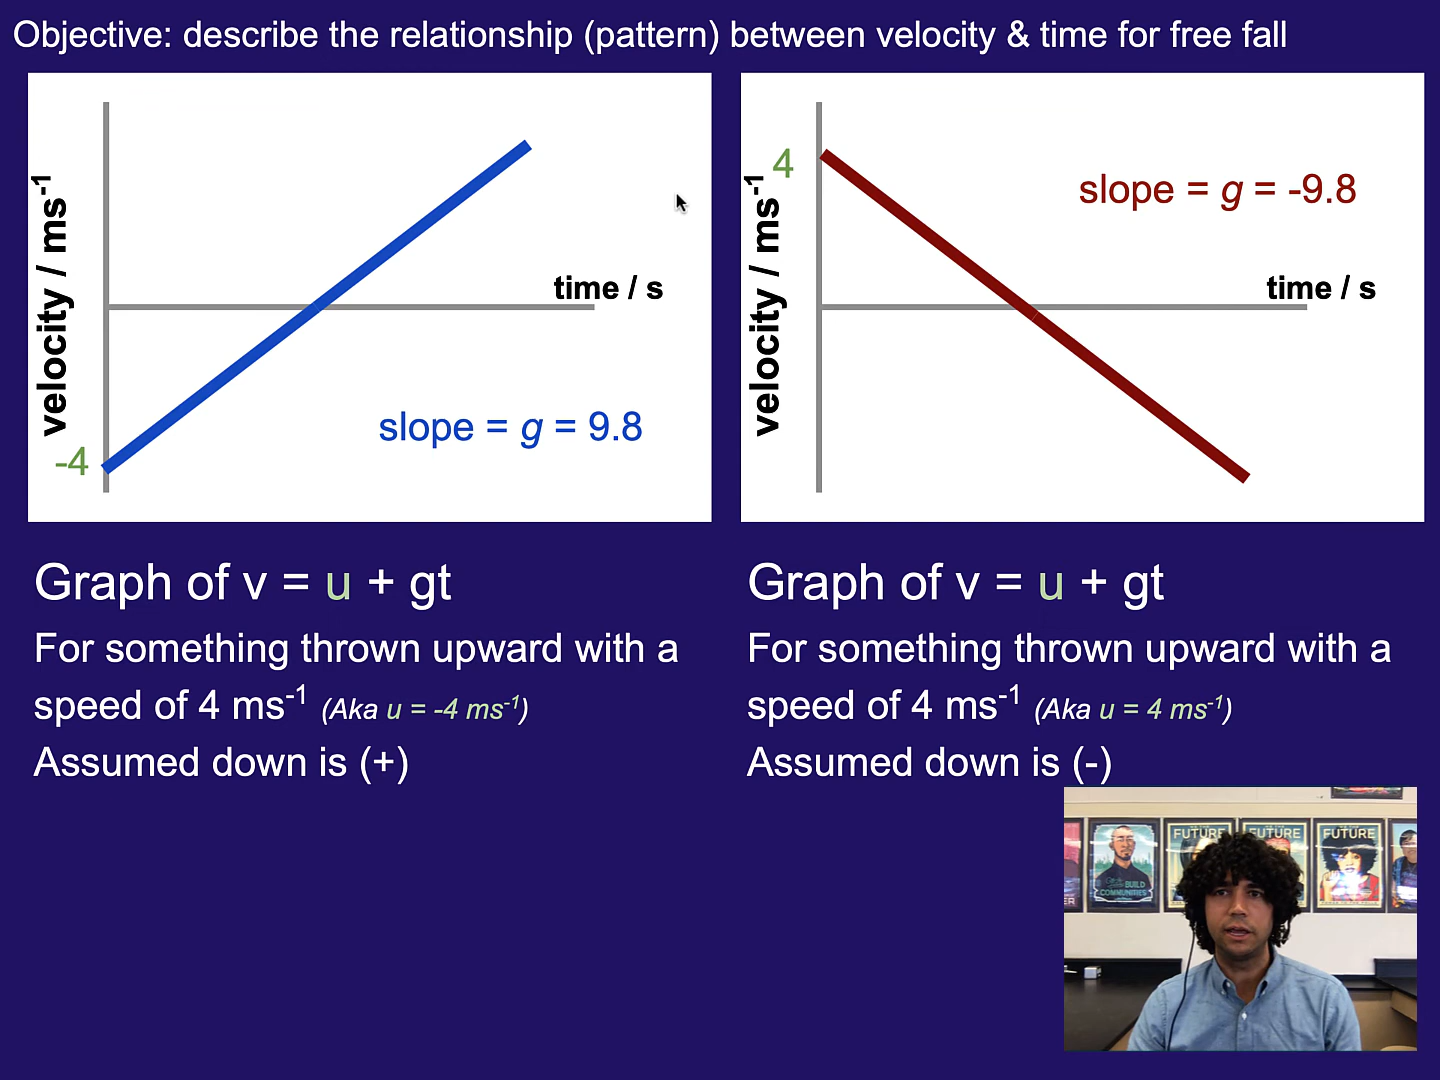 Objective: describe the relationship (pattern) between velocity & time for free fall
velocity / ms⁻¹
time / s
slope = g = 9.8
-4
4
velocity / ms⁻¹
slope = g = -9.8
time / s
Graph of v = u + gt
For something thrown upward with a
speed of 4 ms⁻¹ (Aka u = -4 ms⁻¹)
Assumed down is (+)
Graph of v = u + gt
For something thrown upward with a
speed of 4 ms⁻¹ (Aka u = 4 ms⁻¹)
Assumed down is (-)
BUILD
COMMUNITIES
FUTURE
FUTURE
FUTURE